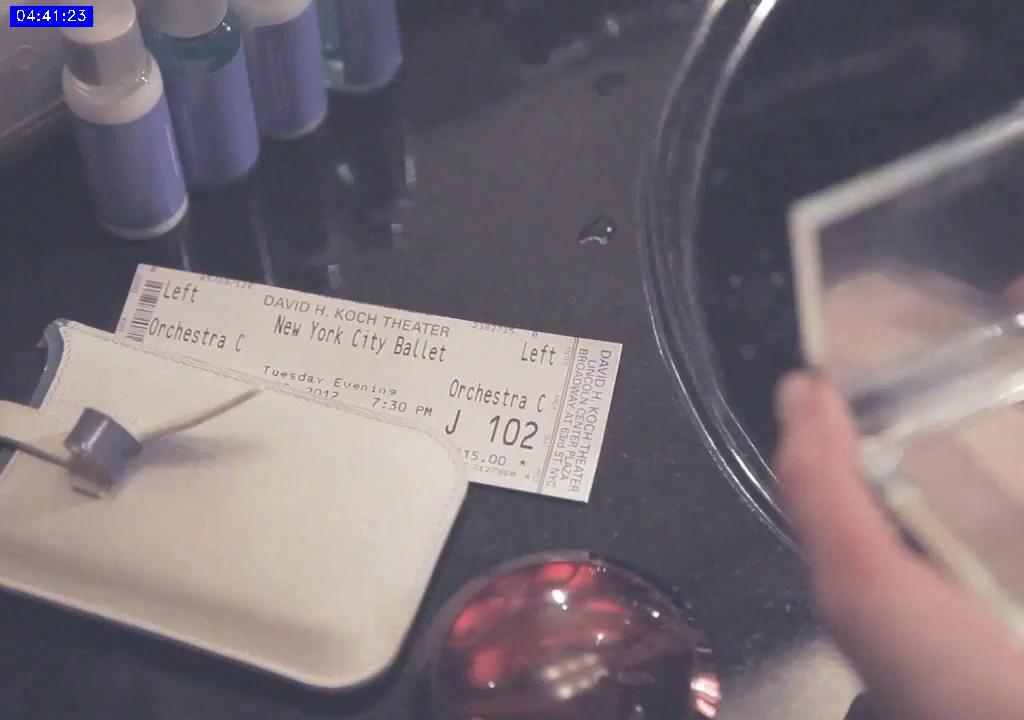 04:41:23
Left
DAVID H. KOCH THEATER
Orchestra C
New York City Ballet
Left
Tuesday Evening
Orchestra C
2012 7:30 PM
J 102
15.00 *
DAVID H. KOCH THEATER
LINCOLN CENTER PLAZA
BROADWAY AT 63rd ST. NYC